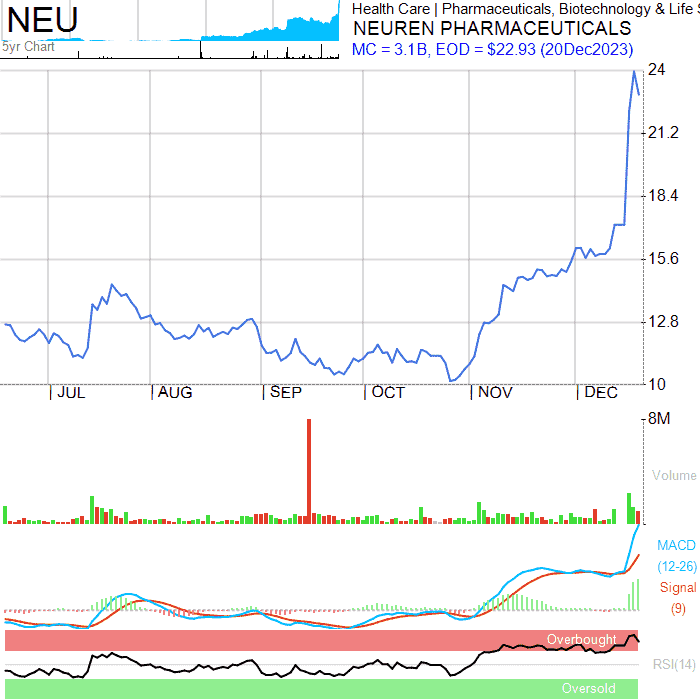 NEU
5yr Chart
Health Care | Pharmaceuticals, Biotechnology & Life S
NEUREN PHARMACEUTICALS
MC = 3.1B, EOD = $22.93 (20Dec2023)
24
21.2
18.4
15.6
12.8
10
JUL AUG SEP OCT NOV DEC
8M
Volume
MACD
(12-26)
Signal
(9)
Overbought
RSI(14)
Oversold